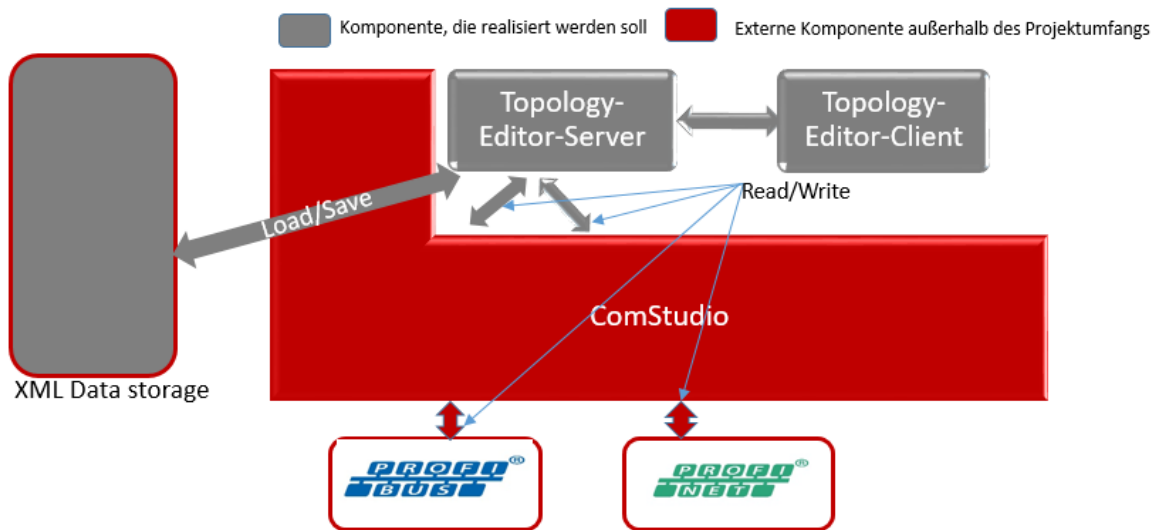 Komponente, die realisiert werden soll
Externe Komponente außerhalb des Projektumfangs
Topology-
Editor-Server
Topology-
Editor-Client
Load/Save
Read/Write
ComStudio
XML Data storage
PROFI®
BUS
PROFI®
NET